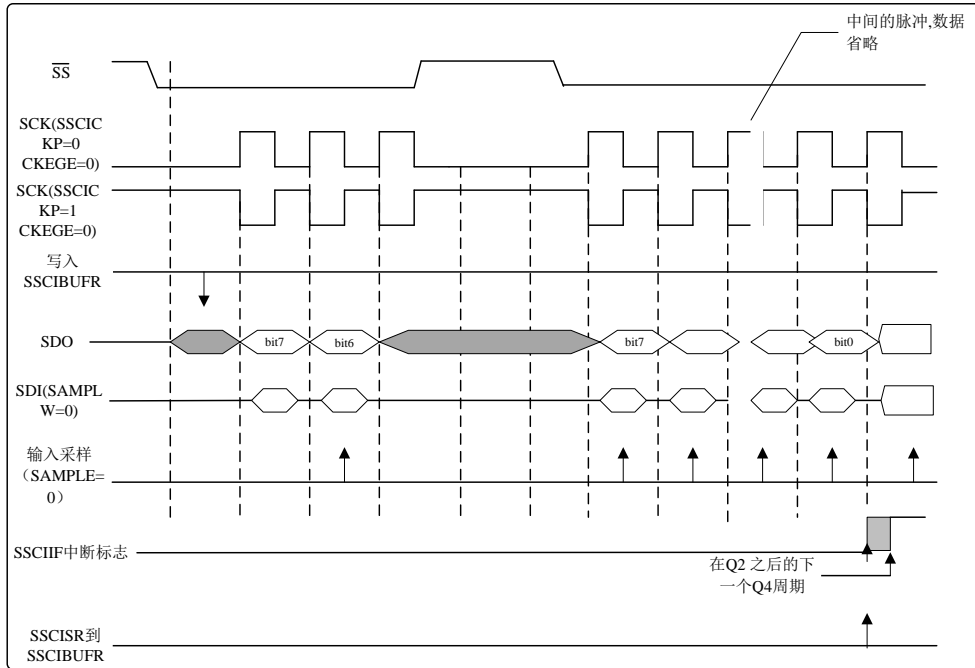 中间的脉冲,数据
省略
SS
SCK(SSCIC
KP=0
CKEGE=0)
SCK(SSCIC
KP=1
CKEGE=0)
写入
SSCIBUFR
SDO
bit7
bit6
bit7
bit0
SDI(SAMPL
W=0)
输入采样
（SAMPLE=
0）
SSCIIF中断标志
在Q2 之后的下
一个Q4周期
SSCISR到
SSCIBUFR